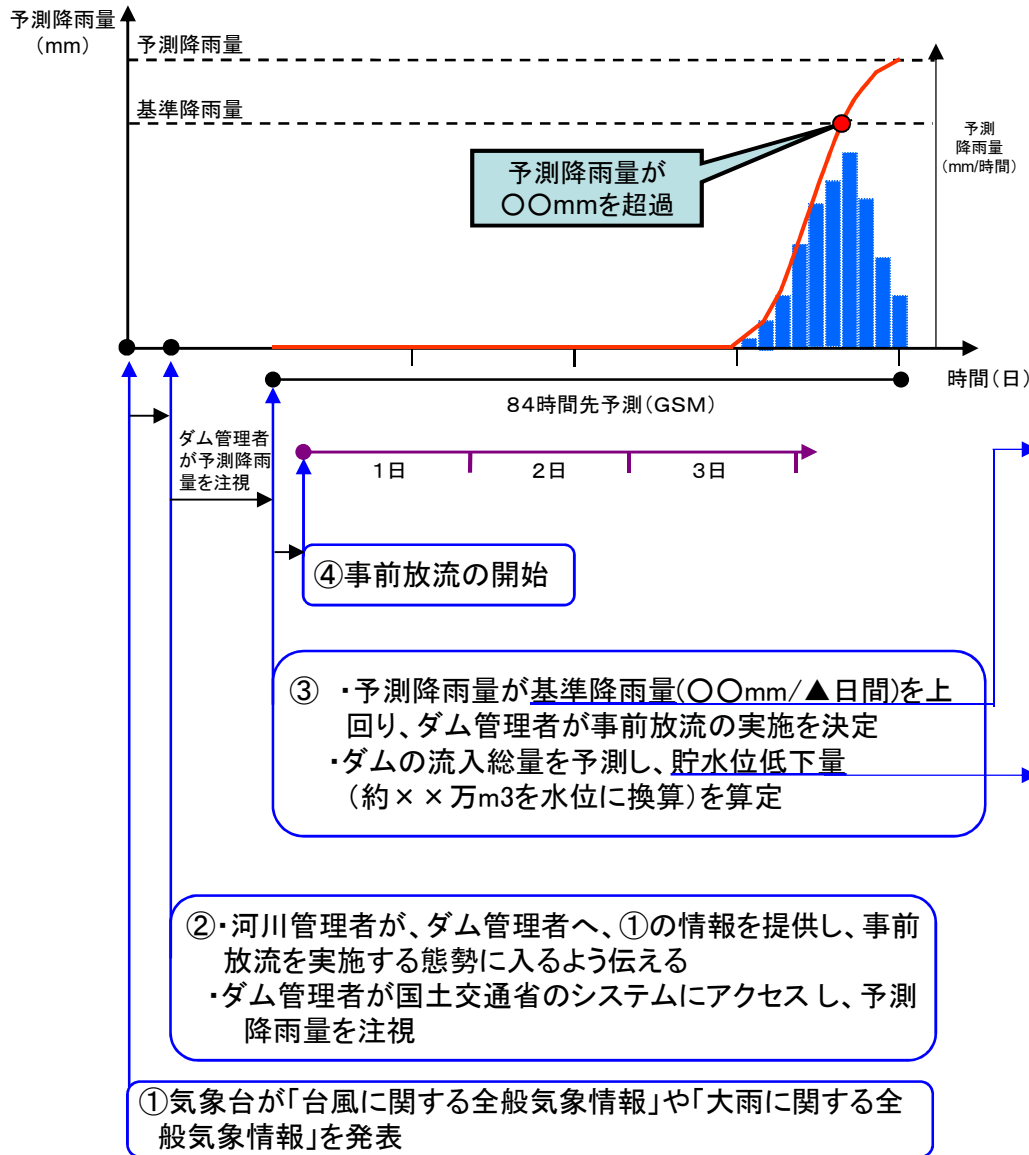 予測降雨量
(mm)
予測降雨量
基準降雨量
予測
降雨量
(mm/時間)
予測降雨量が
〇〇mmを超過
時間(日)
84時間先予測(GSM)
ダム管理者
が予測降雨
量を注視
1日
2日
3日
④事前放流の開始
③ ・予測降雨量が基準降雨量(〇〇mm/▲日間)を上
回り、ダム管理者が事前放流の実施を決定
・ダムの流入総量を予測し、貯水位低下量
(約××万m3を水位に換算)を算定
②・河川管理者が、ダム管理者へ、①の情報を提供し、事前
放流を実施する態勢に入るよう伝える
・ダム管理者が国土交通省のシステムにアクセスし、予測
降雨量を注視
①気象台が「台風に関する全般気象情報」や「大雨に関する全
般気象情報」を発表